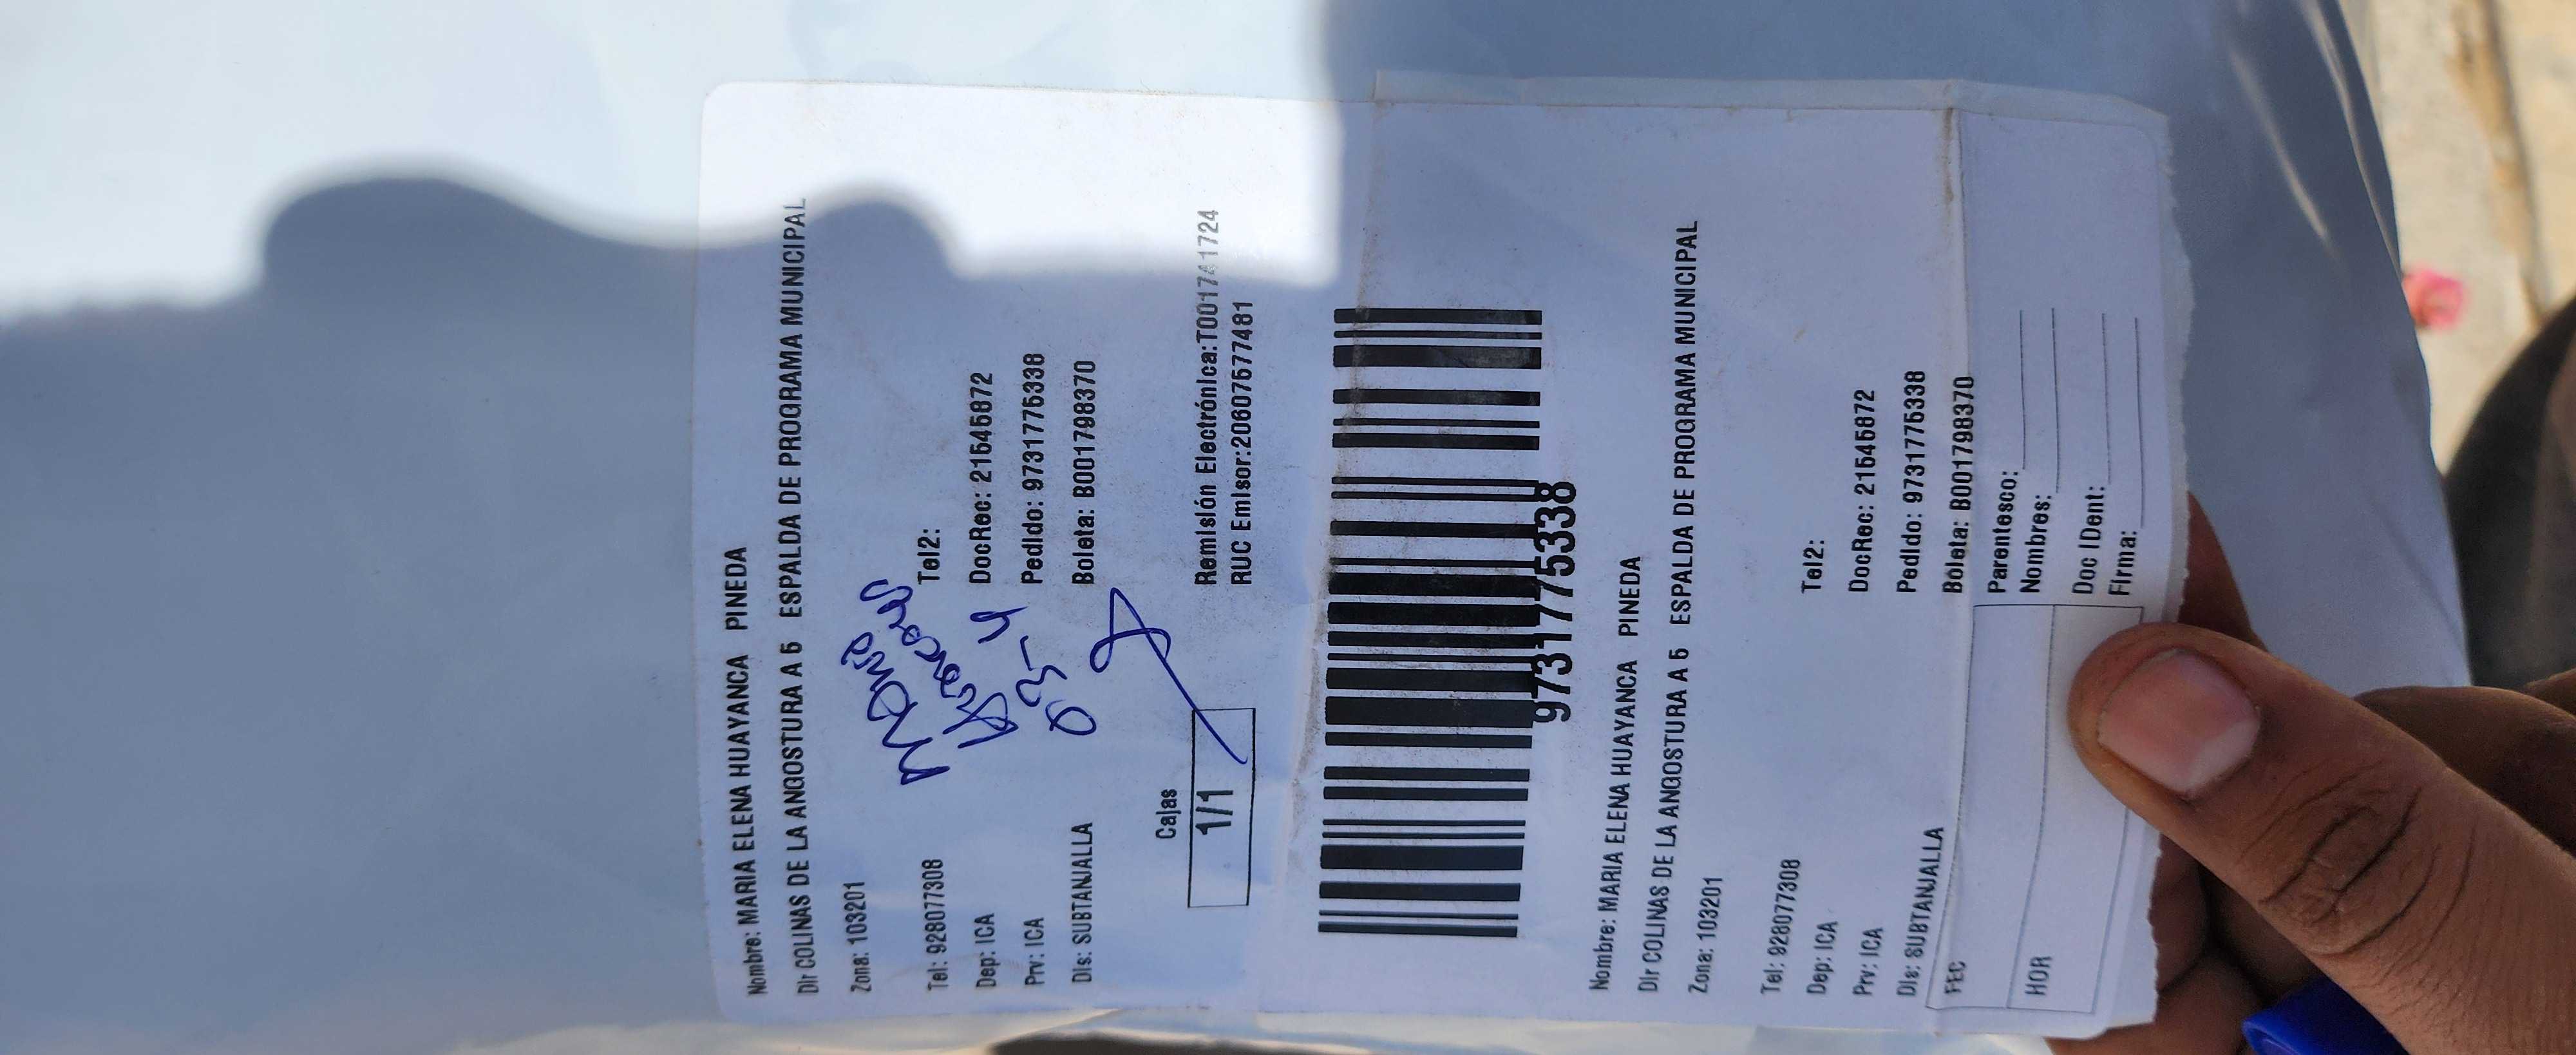 Nombre: MARIA ELENA HUAYANCA PINEDA
DIr COLINAS DE LA ANGOSTURA A 5 ESPALDA DE PROGRAMA MUNICIPAL
Zona: 103201
Maria
Tel: 928077308 Tel2:
Dep: ICA DocRec: 21545872
Prv: ICA Pedido: 9731775338
Dis: SUBTANJALLA Boleta: B001798370
Cajas
1/1
Remisión Electrónica:T001741724
RUC Emisor:20607577481
9731775338
Nombre: MARIA ELENA HUAYANCA PINEDA
DIr COLINAS DE LA ANGOSTURA A 5 ESPALDA DE PROGRAMA MUNICIPAL
Zona: 103201
Tel: 928077308 Tel2:
Dep: ICA DocRec: 21545872
Prv: ICA Pedido: 9731775338
Dis: SUBTANJALLA Boleta: B001798370
FEC Parentesco:
HOR Nombres:
Doc IDent:
Firma: